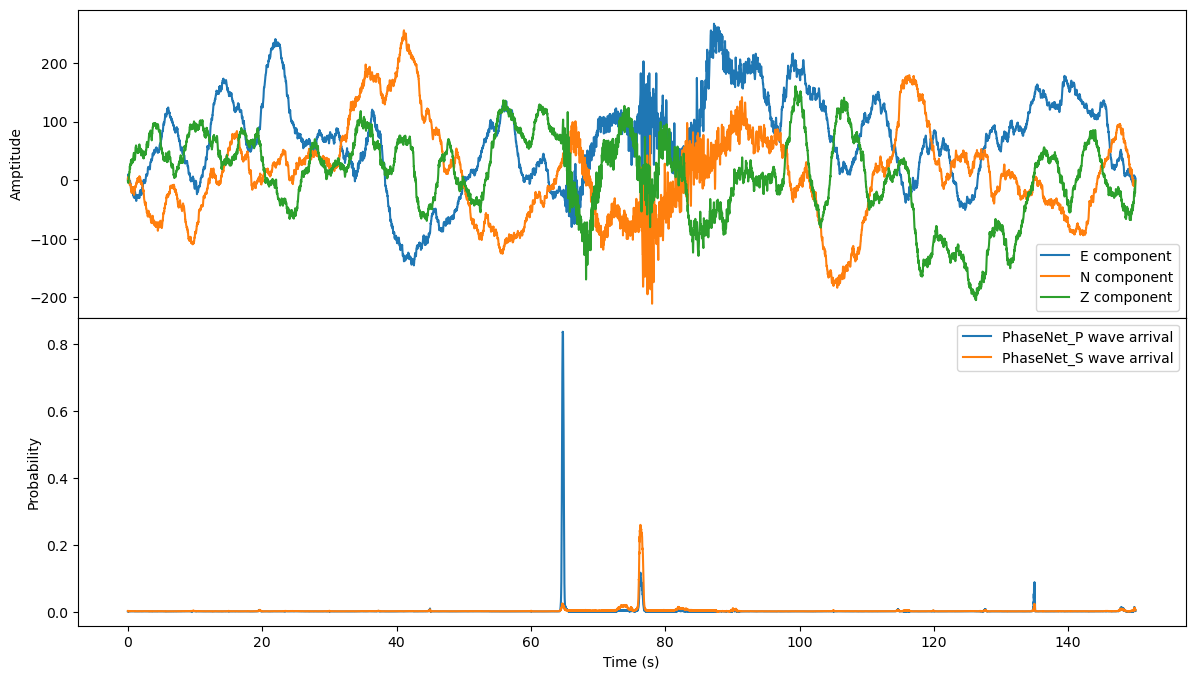 Amptitude
200
100
0
−100
−200
E component
N component
Z component
Probability
0.8
0.6
0.4
0.2
0.0
PhaseNet_P wave arrival
PhaseNet_S wave arrival
0 20 40 60 80 100 120 140
Time (s)